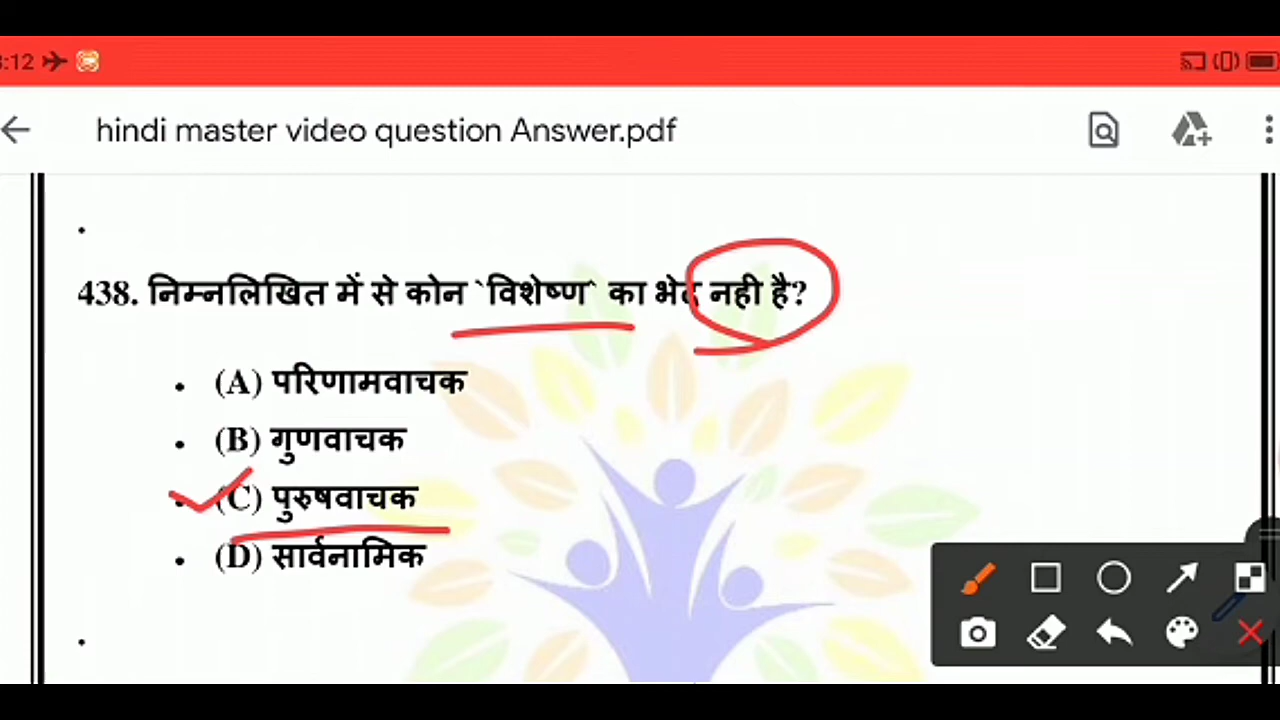 :12
hindi master video question Answer.pdf
438. निम्नलिखित में से कोन `विशेष्ण` का भेद नही है?
(A) परिणामवाचक
(B) गुणवाचक
(C) पुरुषवाचक
(D) सार्वनामिक